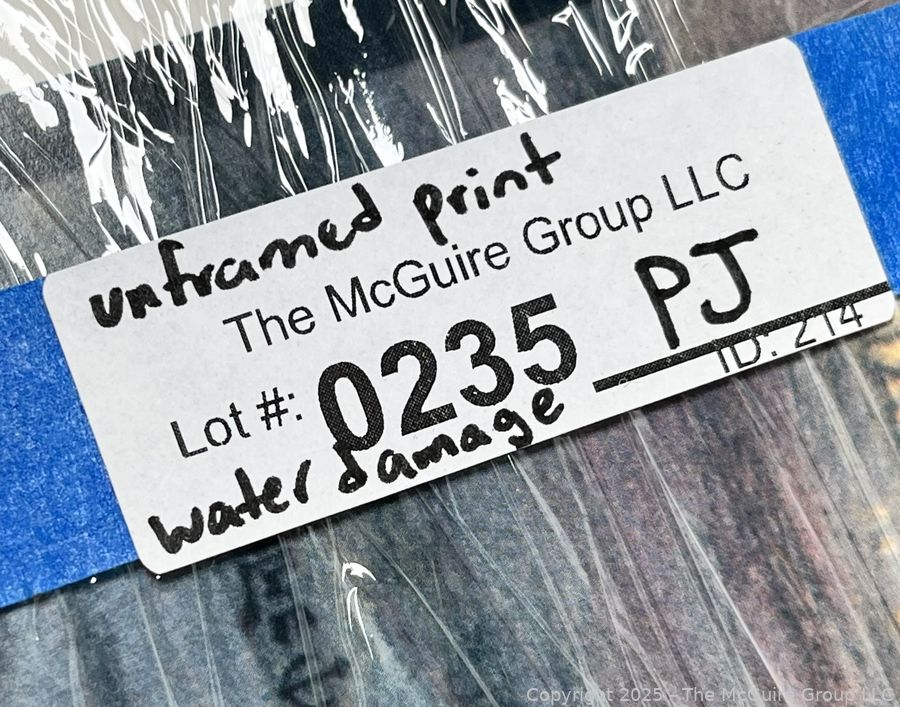 unframed print
The McGuire Group LLC
Lot #: 0235 PJ
ID: 214
water damage
Copyright 2025 - The McGuire Group LLC